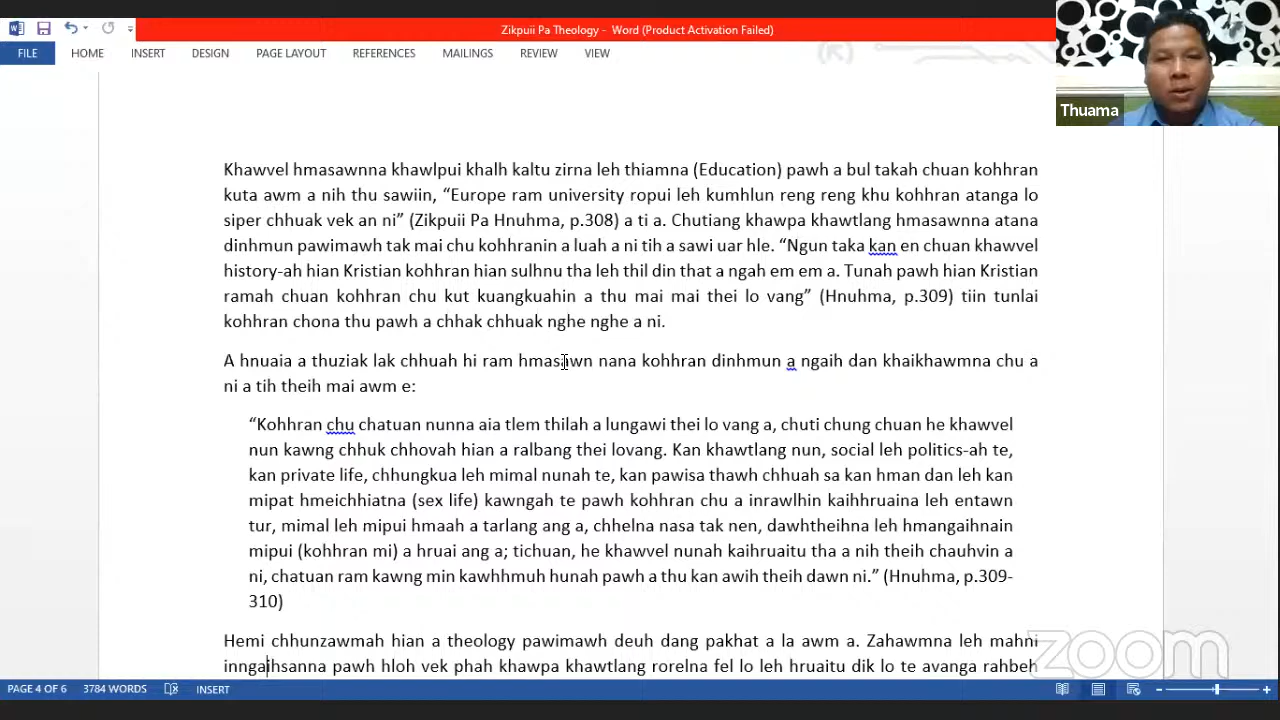 Zikpuii Pa Theology - Word (Product Activation Failed)
FILE HOME INSERT DESIGN PAGE LAYOUT REFERENCES MAILINGS REVIEW VIEW
Thuama
Khawvel hmasawnna khawlpui khalh kaltu zirna leh thiamna (Education) pawh a bul takah chuan kohhran
kuta awm a nih thu sawiin, “Europe ram university ropui leh kumhlun reng reng khu kohhran atanga lo
siper chhuak vek an ni” (Zikpuii Pa Hnuhma, p.308) a ti a. Chutiang khawpa khawtlang hmasawnna atana
dinhmun pawimawh tak mai chu kohhranin a luah a ni tih a sawi uar hle. “Ngun taka kan en chuan khawvel
history-ah hian Kristian kohhran hian sulhnu tha leh thil din that a ngah em em a. Tunah pawh hian Kristian
ramah chuan kohhran chu kut kuangkuahin a thu mai mai thei lo vang” (Hnuhma, p.309) tiin tunlai
kohhran chona thu pawh a chhak chhuak nghe nghe a ni.
A hnuaia a thuziak lak chhuah hi ram hmasawn nana kohhran dinhmun a ngaih dan khaikhawmna chu a
ni a tih theih mai awm e:
“Kohhran chu chatuan nunna aia tlem thilah a lungawi thei lo vang a, chuti chung chuan he khawvel
nun kawng chhuk chhovah hian a ralbang thei lovang. Kan khawtlang nun, social leh politics-ah te,
kan private life, chhungkua leh mimal nunah te, kan pawisa thawh chhuah sa kan hman dan leh kan
mipat hmeichhiatna (sex life) kawngah te pawh kohhran chu a inrawlhin kaihhruaina leh entawn
tur, mimal leh mipui hmaah a tarlang ang a, chhelna nasa tak nen, dawhtheihna leh hmangaihnain
mipui (kohhran mi) a hruai ang a; tichuan, he khawvel nunah kaihruaitu tha a nih theih chauhvin a
ni, chatuan ram kawng min kawhhmuh hunah pawh a thu kan awih theih dawn ni.” (Hnuhma, p.309-
310)
Hemi chhunzawmah hian a theology pawimawh deuh dang pakhat a la awm a. Zahawmna leh mahni
inngaihsanna pawh hloh vek phah khawpa khawtlang rorelna fel lo leh hruaitu dik lo te avanga rahbeh
zoom
PAGE 4 OF 6 3784 WORDS INSERT